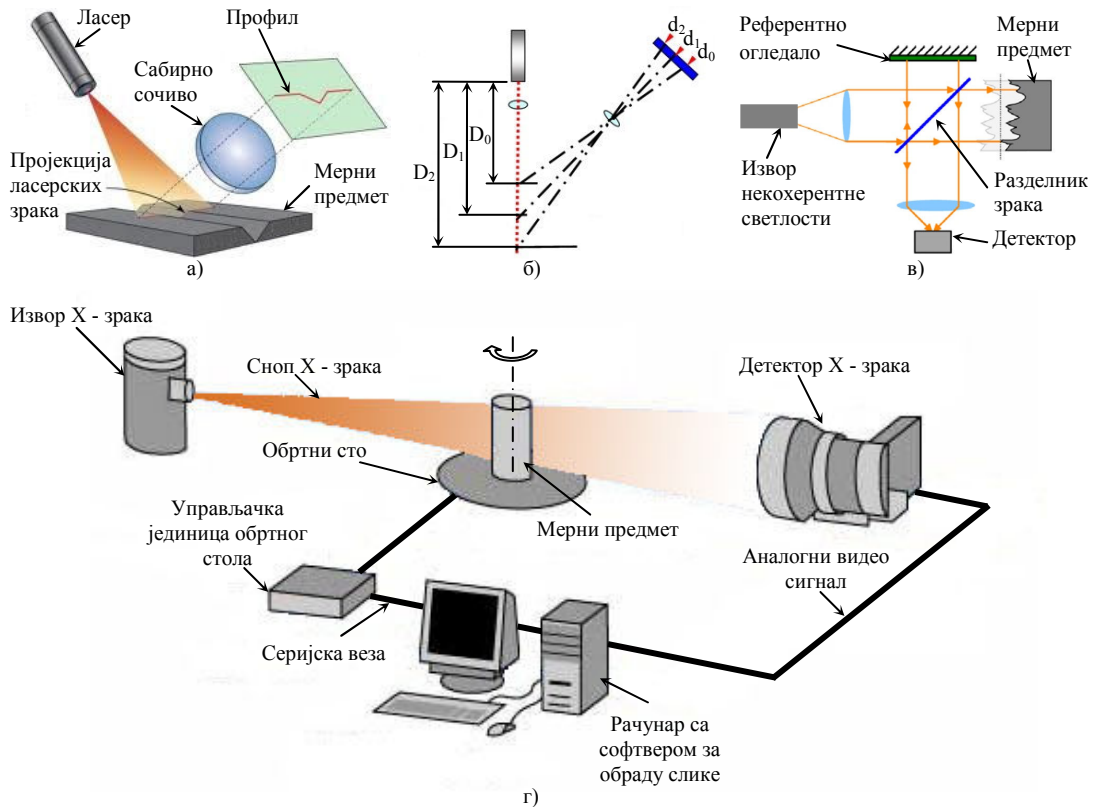 Ласер
Профил
Сабирно
сочиво
Пројекција
ласерских
зрака
Мерни
предмет
а)
d₂
d₁
d₀
D₀
D₁
D₂
б)
Референтно
огледало
Мерни
предмет
Извор
некохерентне
светлости
Разделник
зрака
Детектор
в)
Извор X - зрака
Сноп X - зрака
Детектор X - зрака
Обртни сто
Мерни предмет
Управљачка
јединица обртног
стола
Аналогни видео
сигнал
Серијска веза
Рачунар са
софтвером за
обраду слике
г)